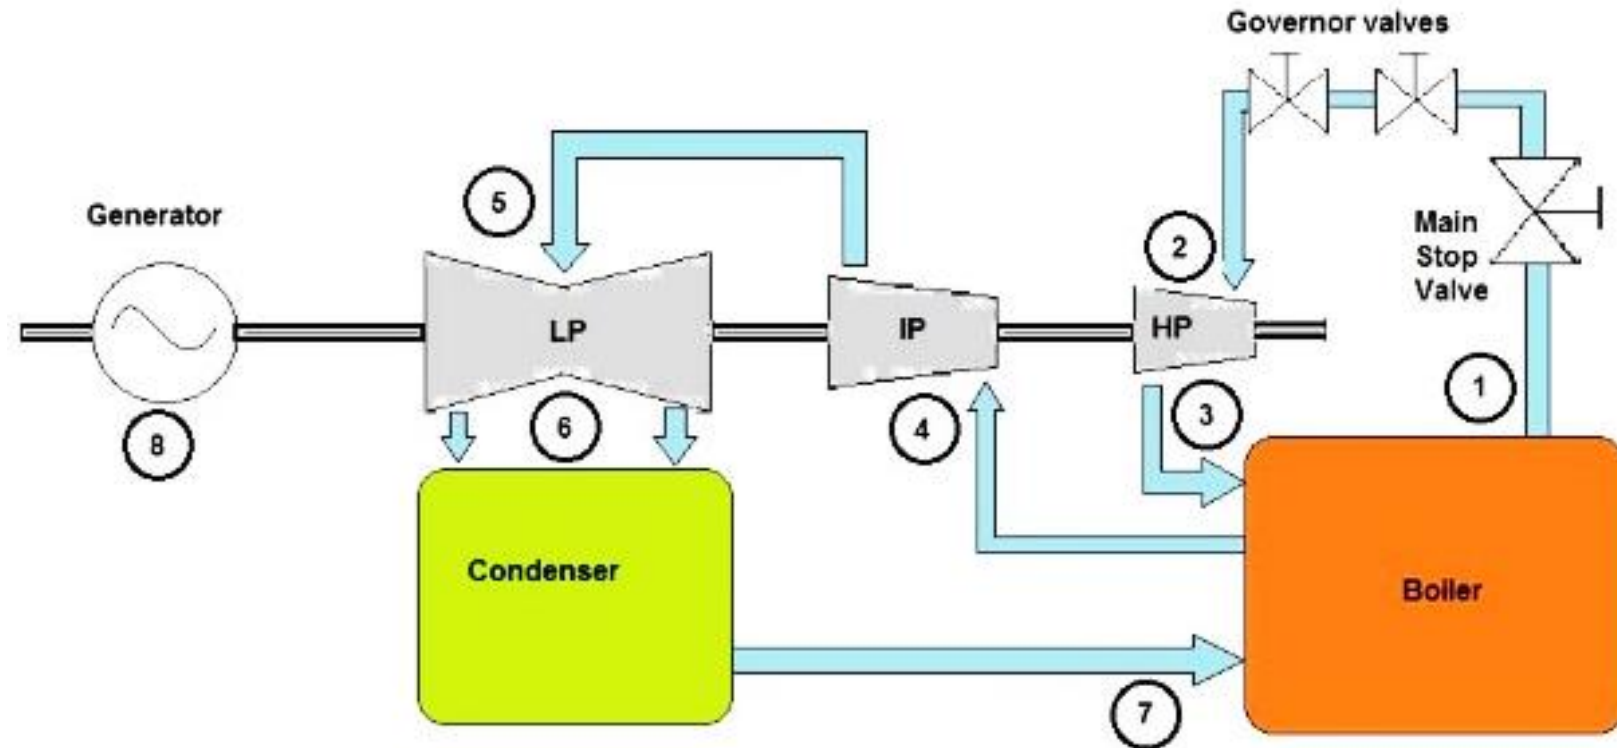 Governor valves
Generator
5
2
Main
Stop
Valve
LP
IP
HP
1
8
6
4
3
Condenser
Boiler
7